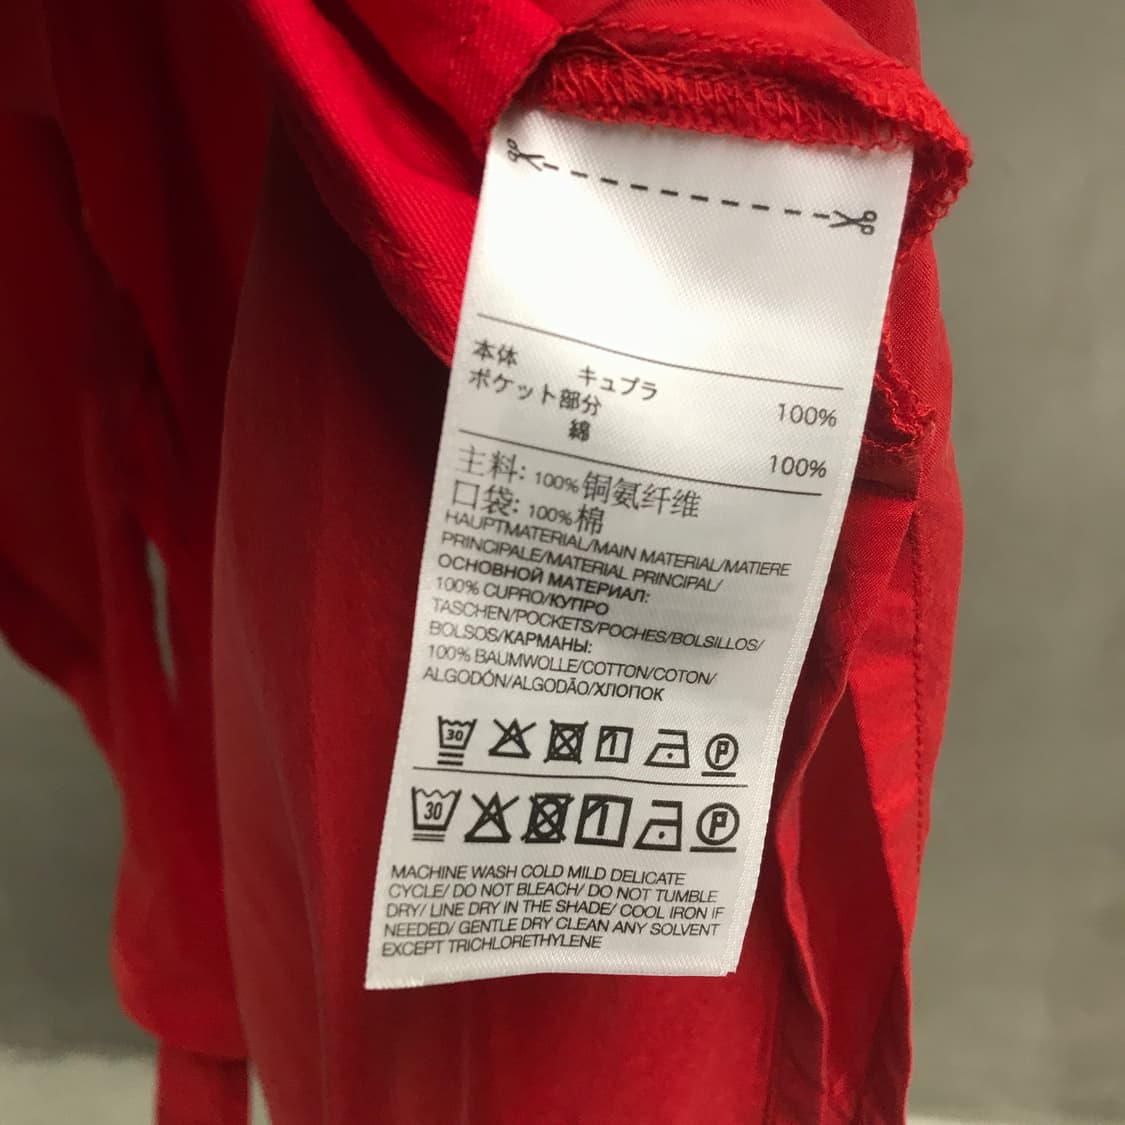 本体 キュプラ 100%
ポケット部分
綿 100%
主料: 100%铜氨纤维
口袋: 100%棉
HAUPTMATERIAL/MAIN MATERIAL/MATIERE
PRINCIPALE/MATERIAL PRINCIPAL/
ОСНОВНОЙ МАТЕРИАЛ:
100% CUPRO/КУПРО
TASCHEN/POCKETS/POCHES/BOLSILLOS/
BOLSOS/КАРМАНЫ:
100% BAUMWOLLE/COTTON/COTON/
ALGODÓN/ALGODÃO/ХЛОПОК
30 P
30 P
MACHINE WASH COLD MILD DELICATE
CYCLE/ DO NOT BLEACH/ DO NOT TUMBLE
DRY/ LINE DRY IN THE SHADE/ COOL IRON IF
NEEDED/ GENTLE DRY CLEAN ANY SOLVENT
EXCEPT TRICHLORETHYLENE